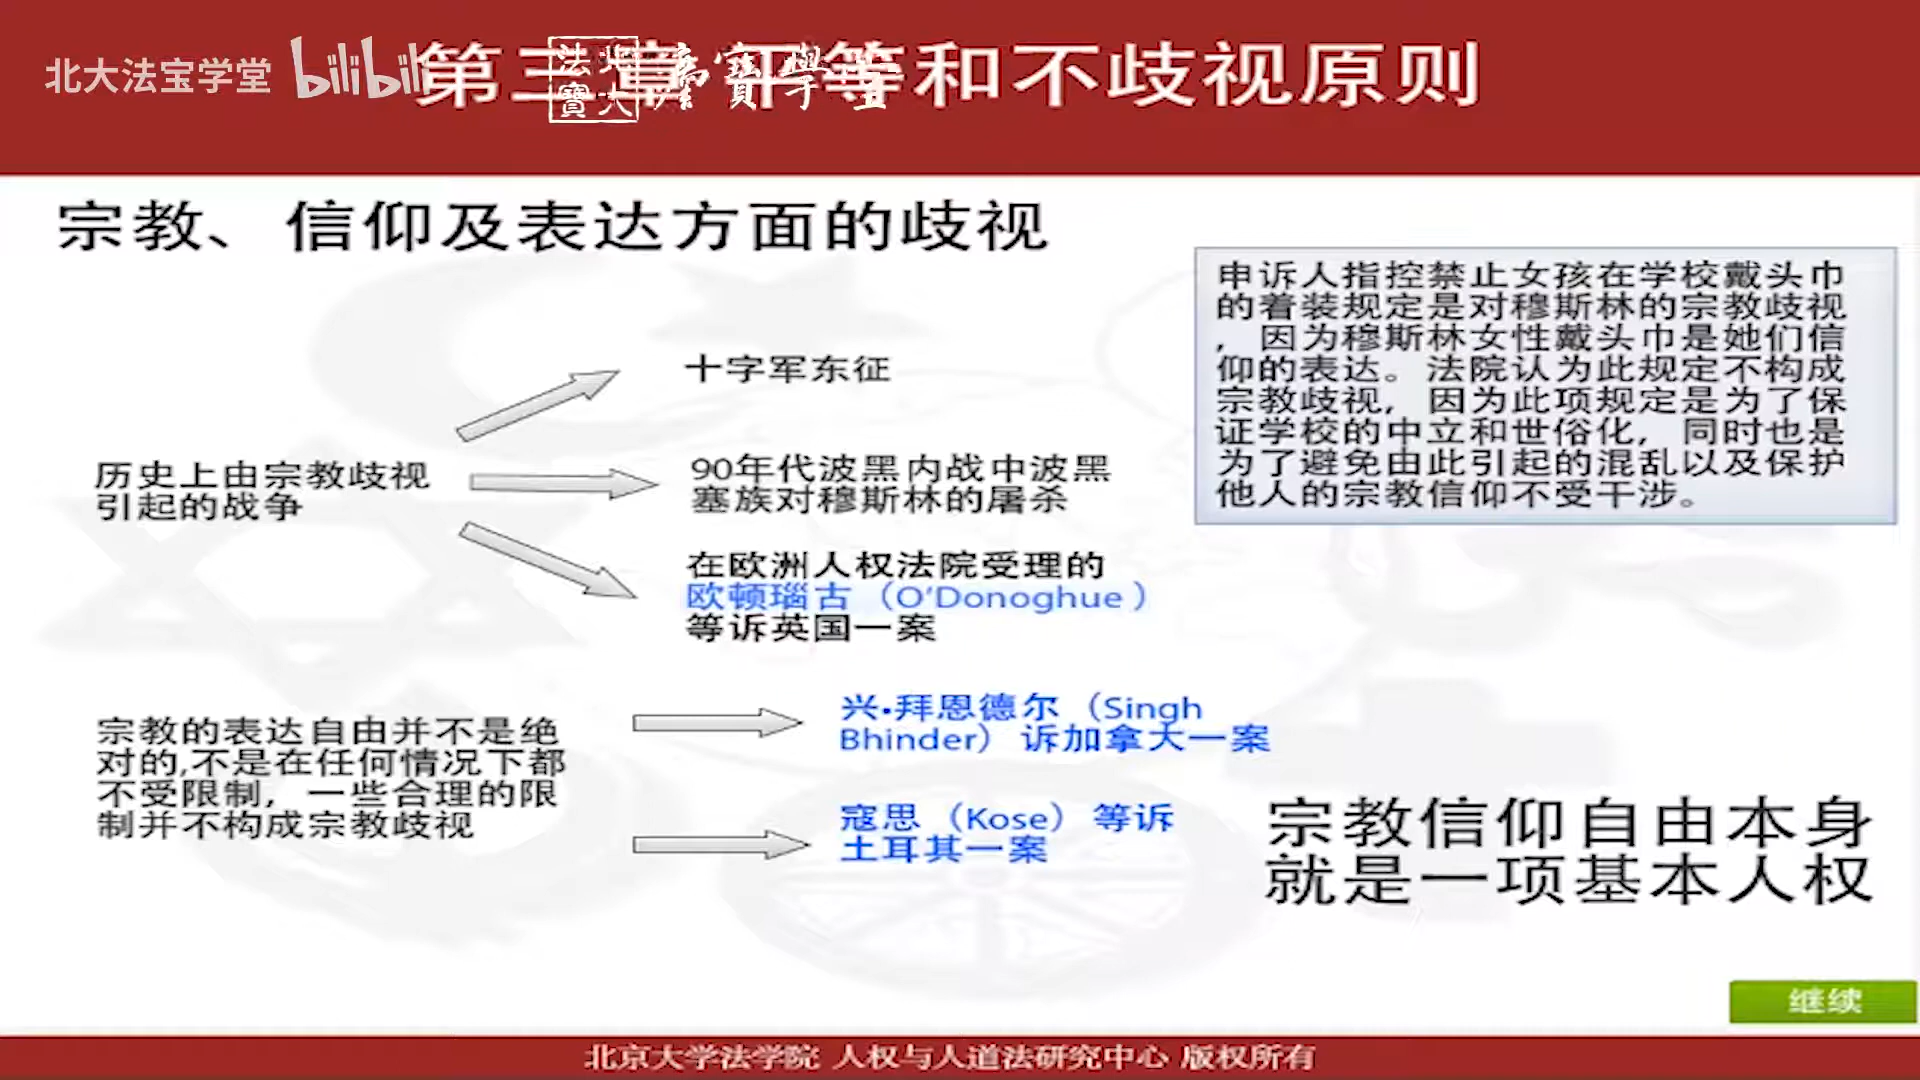 北大法宝学堂 bilibili
第三章 平等和不歧视原则
法北
寶大
宗教、信仰及表达方面的歧视
申诉人指控禁止女孩在学校戴头巾
的着装规定是对穆斯林的宗教歧视
，因为穆斯林女性戴头巾是她们信
仰的表达。法院认为此规定不构成
宗教歧视，因为此项规定是为了保
证学校的中立和世俗化，同时也是
为了避免由此引起的混乱以及保护
他人的宗教信仰不受干涉。
历史上由宗教歧视
引起的战争
十字军东征
90年代波黑内战中波黑
塞族对穆斯林的屠杀
在欧洲人权法院受理的
欧顿瑙古（O'Donoghue）
等诉英国一案
宗教的表达自由并不是绝
对的,不是在任何情况下都
不受限制，一些合理的限
制并不构成宗教歧视
兴·拜恩德尔（Singh
Bhinder）诉加拿大一案
寇思（Kose）等诉
土耳其一案
宗教信仰自由本身
就是一项基本人权
继续
北京大学法学院 人权与人道法研究中心 版权所有